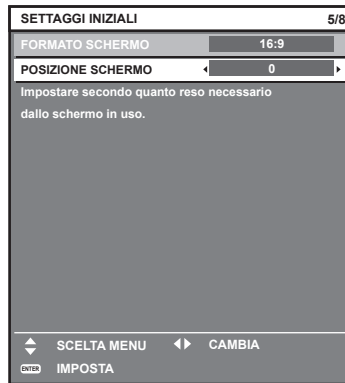 SETTAGGI INIZIALI 5/8
FORMATO SCHERMO 16:9
POSIZIONE SCHERMO 0
Impostare secondo quanto reso necessario
dallo schermo in uso.
SCELTA MENU CAMBIA
ENTER IMPOSTA